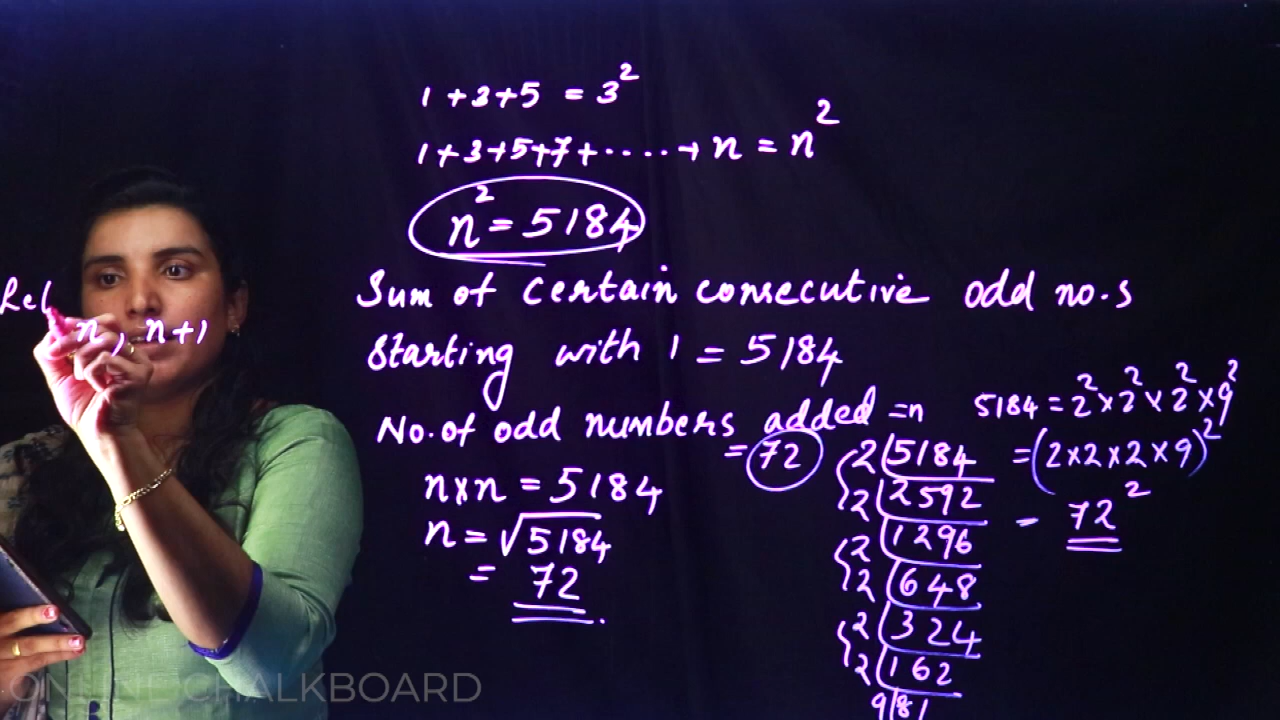 1+3+5 = 3²
1+3+5+7+.....+n = n²
n² = 5184
Sum of certain consecutive odd no.s
Starting with 1 = 5184
No. of odd numbers added = n
= 72
n×n = 5184
n = √5184
= 72
5184 = 2² × 2² × 2² × 9²
= (2×2×2×9)²
= 72²
2 | 5184
2 | 2592
2 | 1296
2 | 648
2 | 324
2 | 162
9 | 81
Rel
n, n+1
ONLINE CHALKBOARD